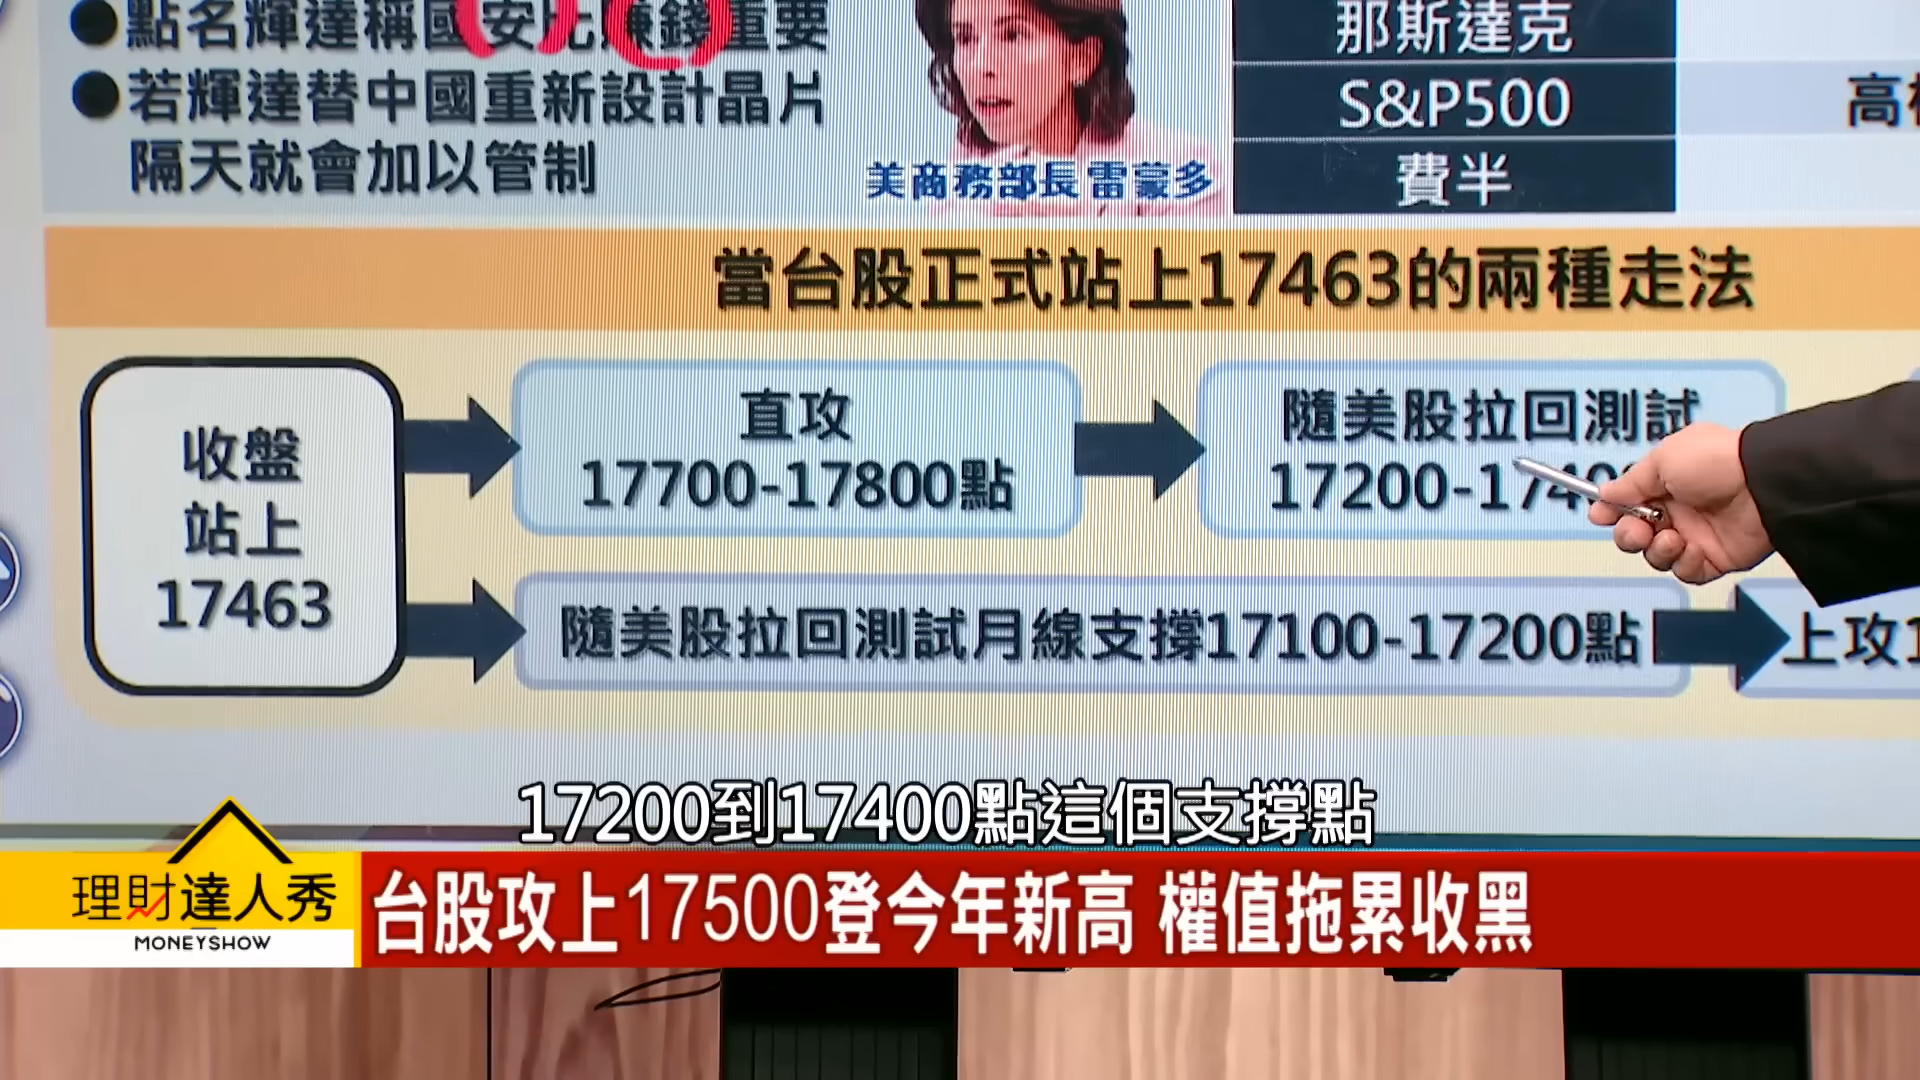 ●點名輝達稱國安比賺錢重要
●若輝達替中國重新設計晶片
隔天就會加以管制
美商務部長雷蒙多
那斯達克
S&P500
高
費半
當台股正式站上17463的兩種走法
收盤
站上
17463
直攻
17700-17800點
隨美股拉回測試
17200-1740
隨美股拉回測試月線支撐17100-17200點
上攻1
17200到17400點這個支撐點
理財達人秀
MONEYSHOW
台股攻上17500登今年新高 權值拖累收黑